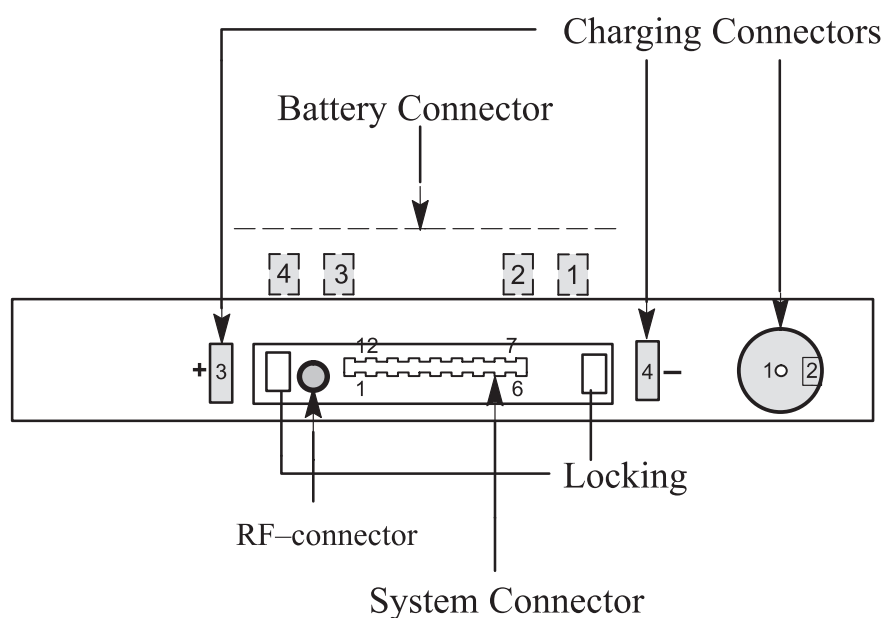 Charging Connectors
Battery Connector
4 3 2 1
12 7
+ 3 4 – 1 2
1 6
Locking
RF–connector
System Connector